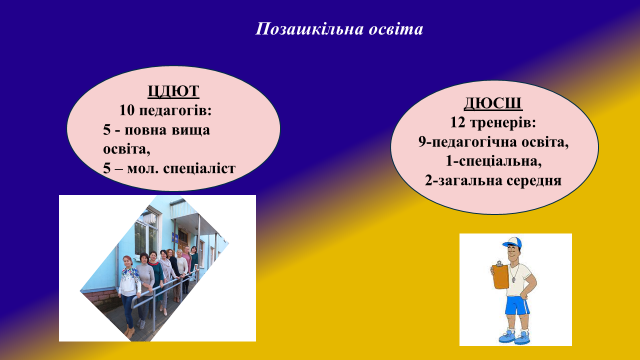 Позашкільна освіта
ЦДЮТ
10 педагогів:
5 - повна вища
освіта,
5 – мол. спеціаліст
ДЮСШ
12 тренерів:
9-педагогічна освіта,
1-спеціальна,
2-загальна середня